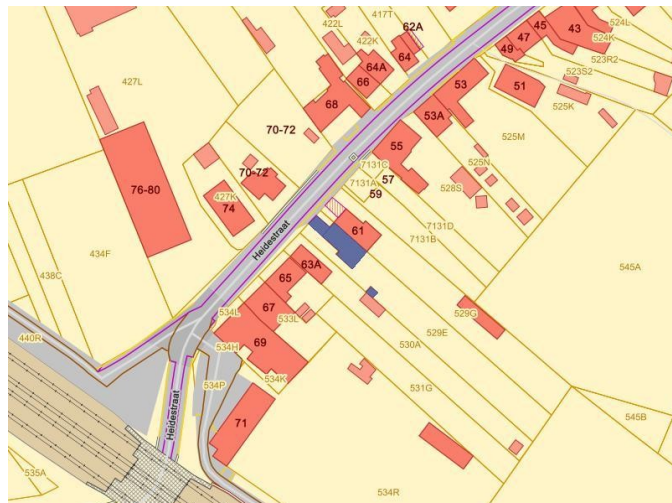 417T
62A
422L
422K
64
64A
66
68
45
43
47
49
524L
524K
523R2
523S2
53
51
525K
53A
427L
70-72
525M
55
76-80
7131C
525N
70-72
57
7131A
59
528S
427K
74
Heidestraat
61
7131D
7131B
434F
545A
438C
63A
65
67
534L
533L
529G
529E
440R
69
530A
534H
534P
534K
531G
Heidestraat
71
545B
535A
534R